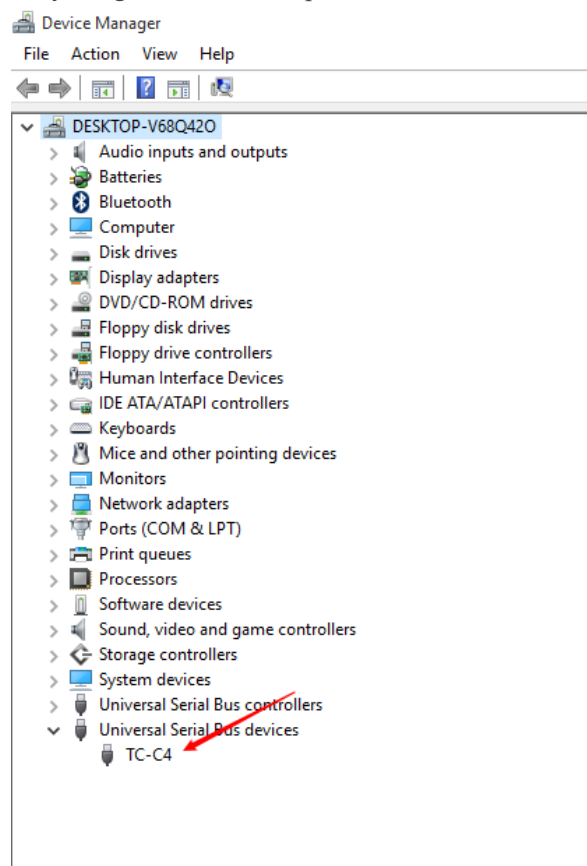 Device Manager
File Action View Help
DESKTOP-V68Q42O
Audio inputs and outputs
Batteries
Bluetooth
Computer
Disk drives
Display adapters
DVD/CD-ROM drives
Floppy disk drives
Floppy drive controllers
Human Interface Devices
IDE ATA/ATAPI controllers
Keyboards
Mice and other pointing devices
Monitors
Network adapters
Ports (COM & LPT)
Print queues
Processors
Software devices
Sound, video and game controllers
Storage controllers
System devices
Universal Serial Bus controllers
Universal Serial Bus devices
TC-C4